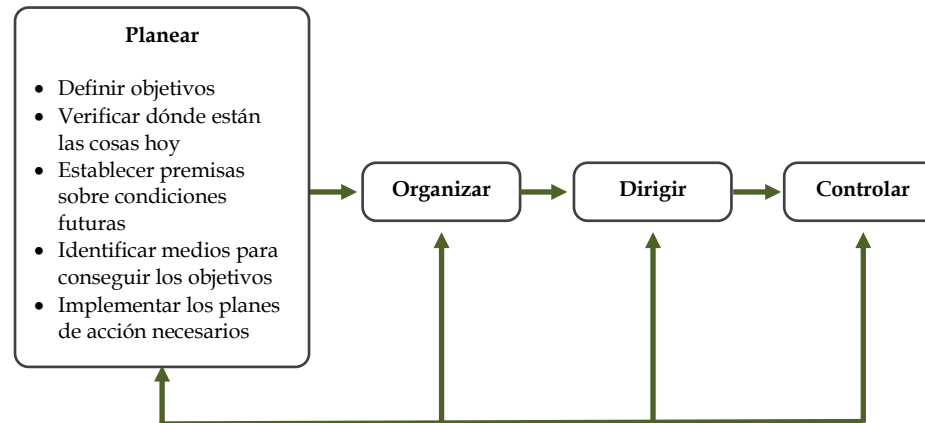 Planear
• Definir objetivos
• Verificar dónde están
las cosas hoy
• Establecer premisas
sobre condiciones
futuras
• Identificar medios para
conseguir los objetivos
• Implementar los planes
de acción necesarios
Organizar
Dirigir
Controlar